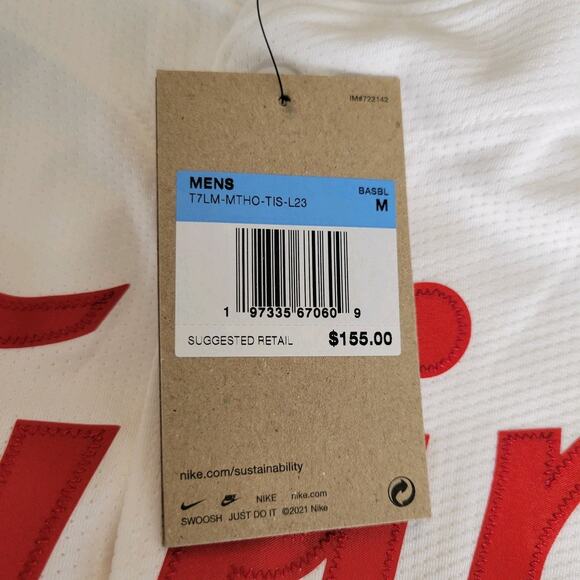 IM#722142
MENS
T7LM-MTHO-TIS-L23
BASBL
M
1 97335 67060 9
SUGGESTED RETAIL $155.00
nike.com/sustainability
NIKE nike.com
SWOOSH JUST DO IT ©2021 Nike